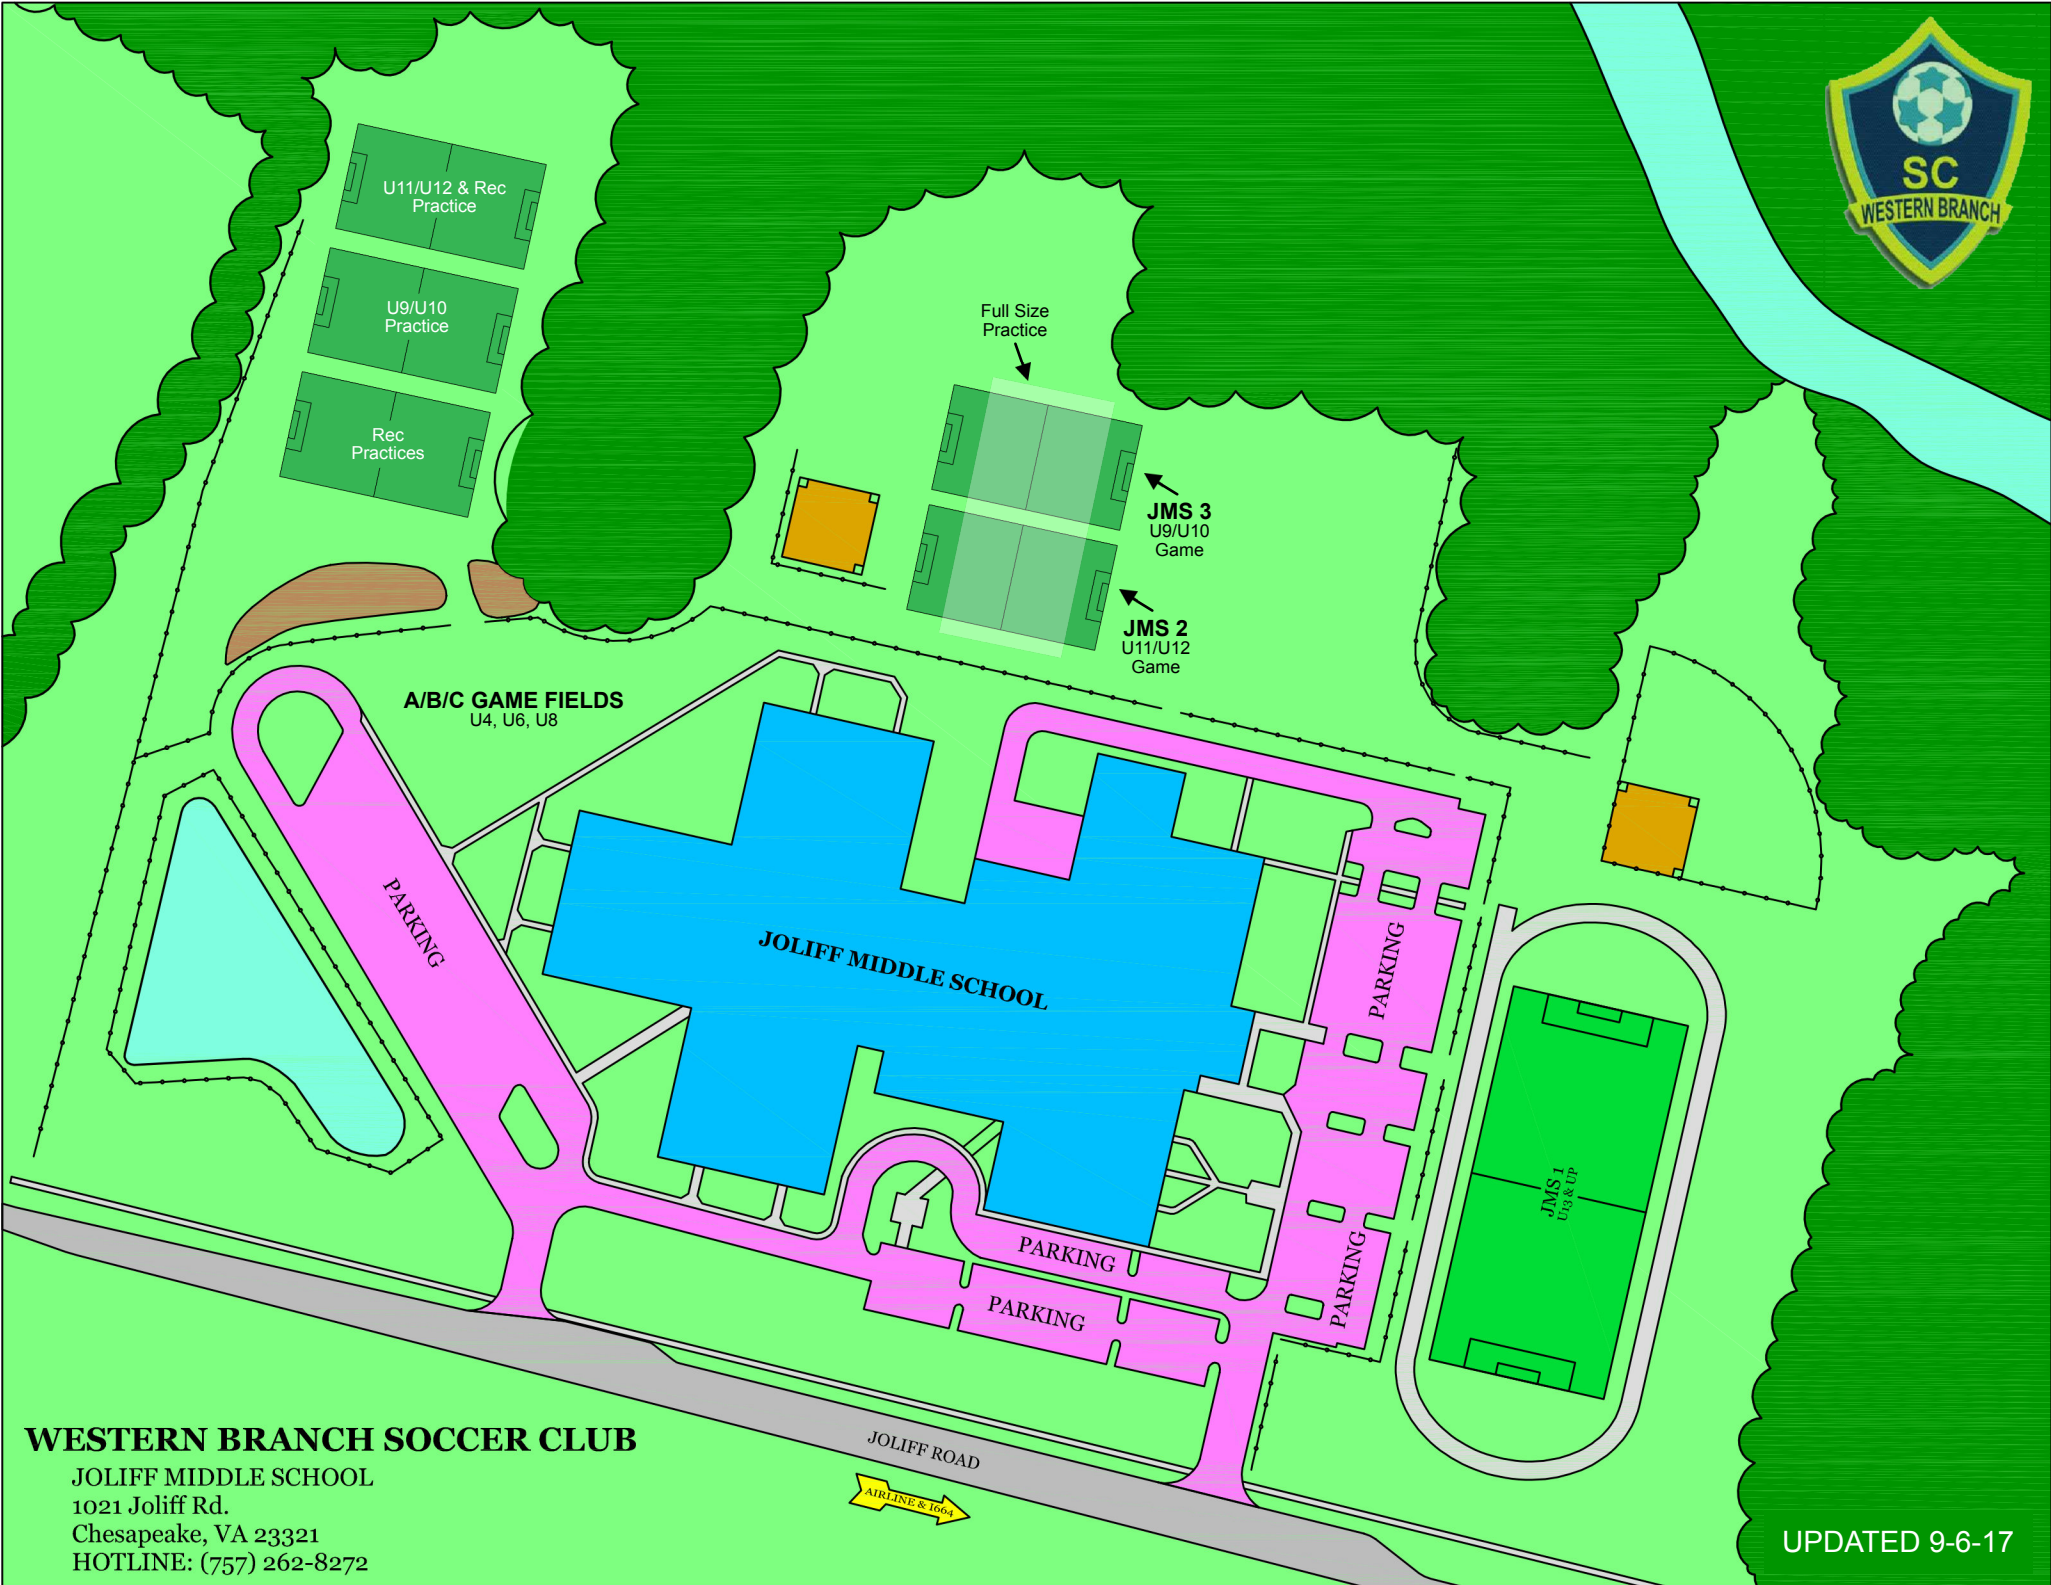 SC
WESTERN BRANCH
U11/U12 & Rec
Practice
U9/U10
Practice
Rec
Practices
Full Size
Practice
JMS 3
U9/U10
Game
JMS 2
U11/U12
Game
A/B/C GAME FIELDS
U4, U6, U8
PARKING
JOLIFF MIDDLE SCHOOL
PARKING
JMS 1
U13 & UP
PARKING
PARKING
PARKING
JOLIFF ROAD
AIRLINE & I664
WESTERN BRANCH SOCCER CLUB
JOLIFF MIDDLE SCHOOL
1021 Joliff Rd.
Chesapeake, VA 23321
HOTLINE: (757) 262-8272
UPDATED 9-6-17